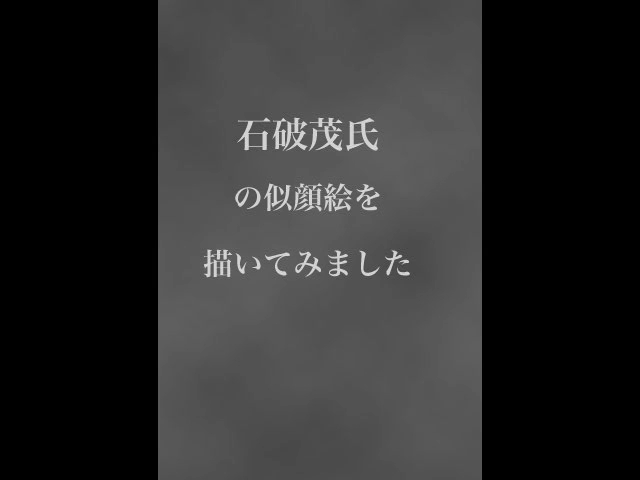 石破茂氏
の似顔絵を
描いてみました